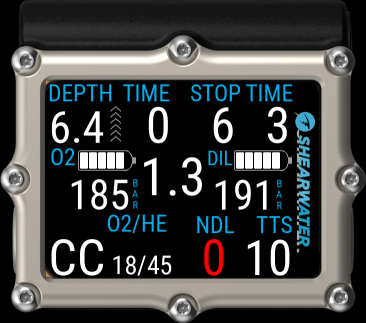 DEPTH TIME STOP TIME
6.4 0 6 3
O2 1.3 DIL
185 BAR 191 BAR
O2/HE NDL TTS
CC 18/45 0 10
SHEARWATER